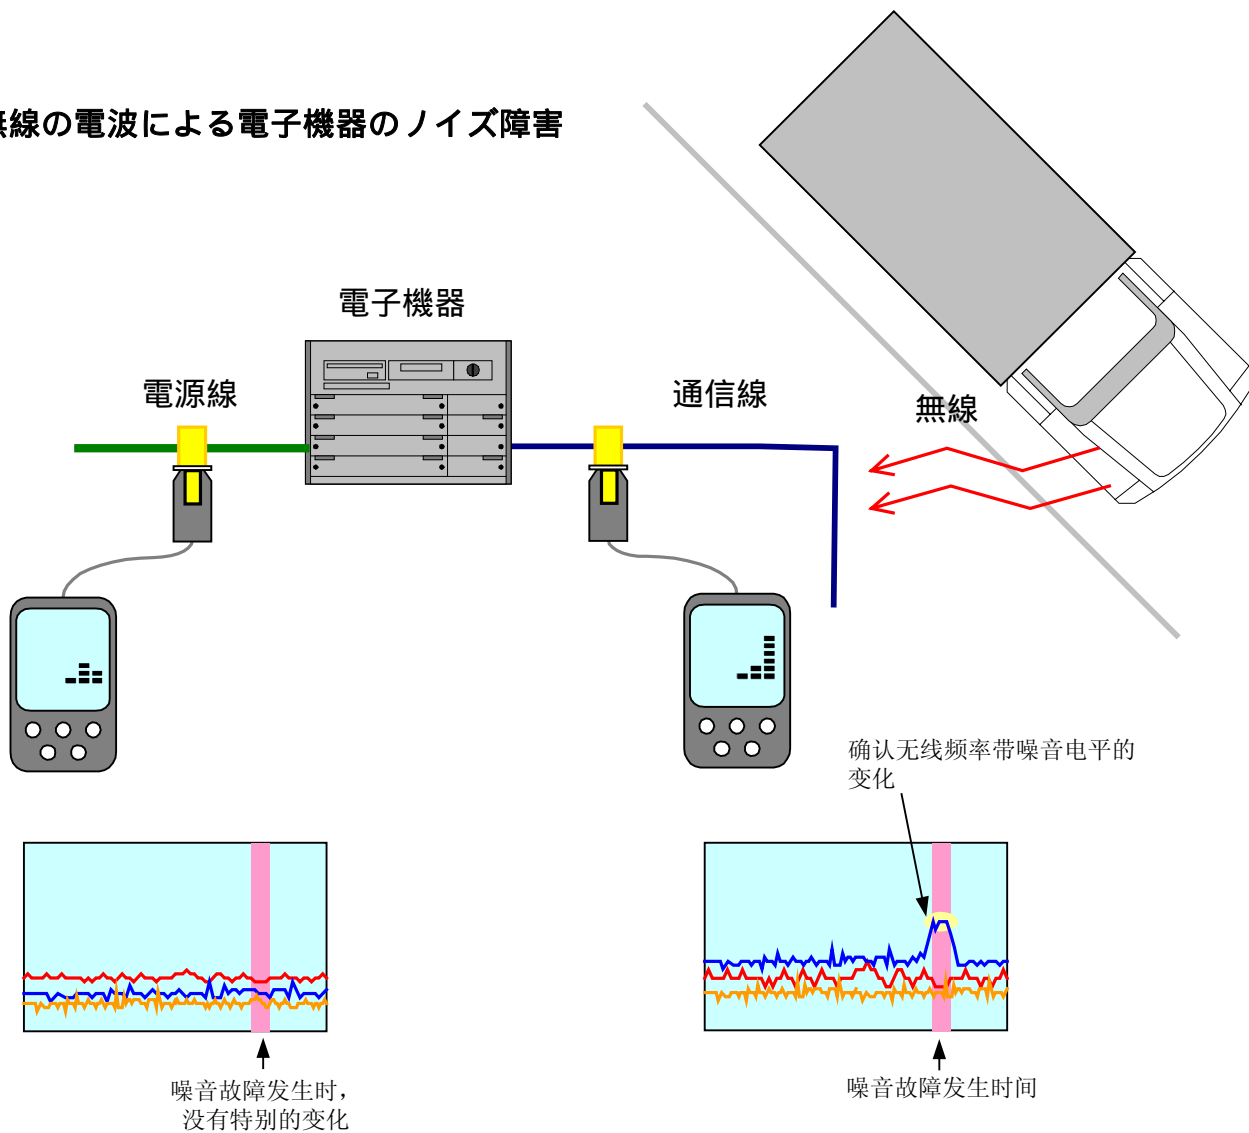 線の電波による電子機器のノイズ障害
電子機器
電源線
通信線
無線
确认无线频率带噪音电平的
变化
噪音故障发生时，
没有特别的变化
噪音故障发生时间